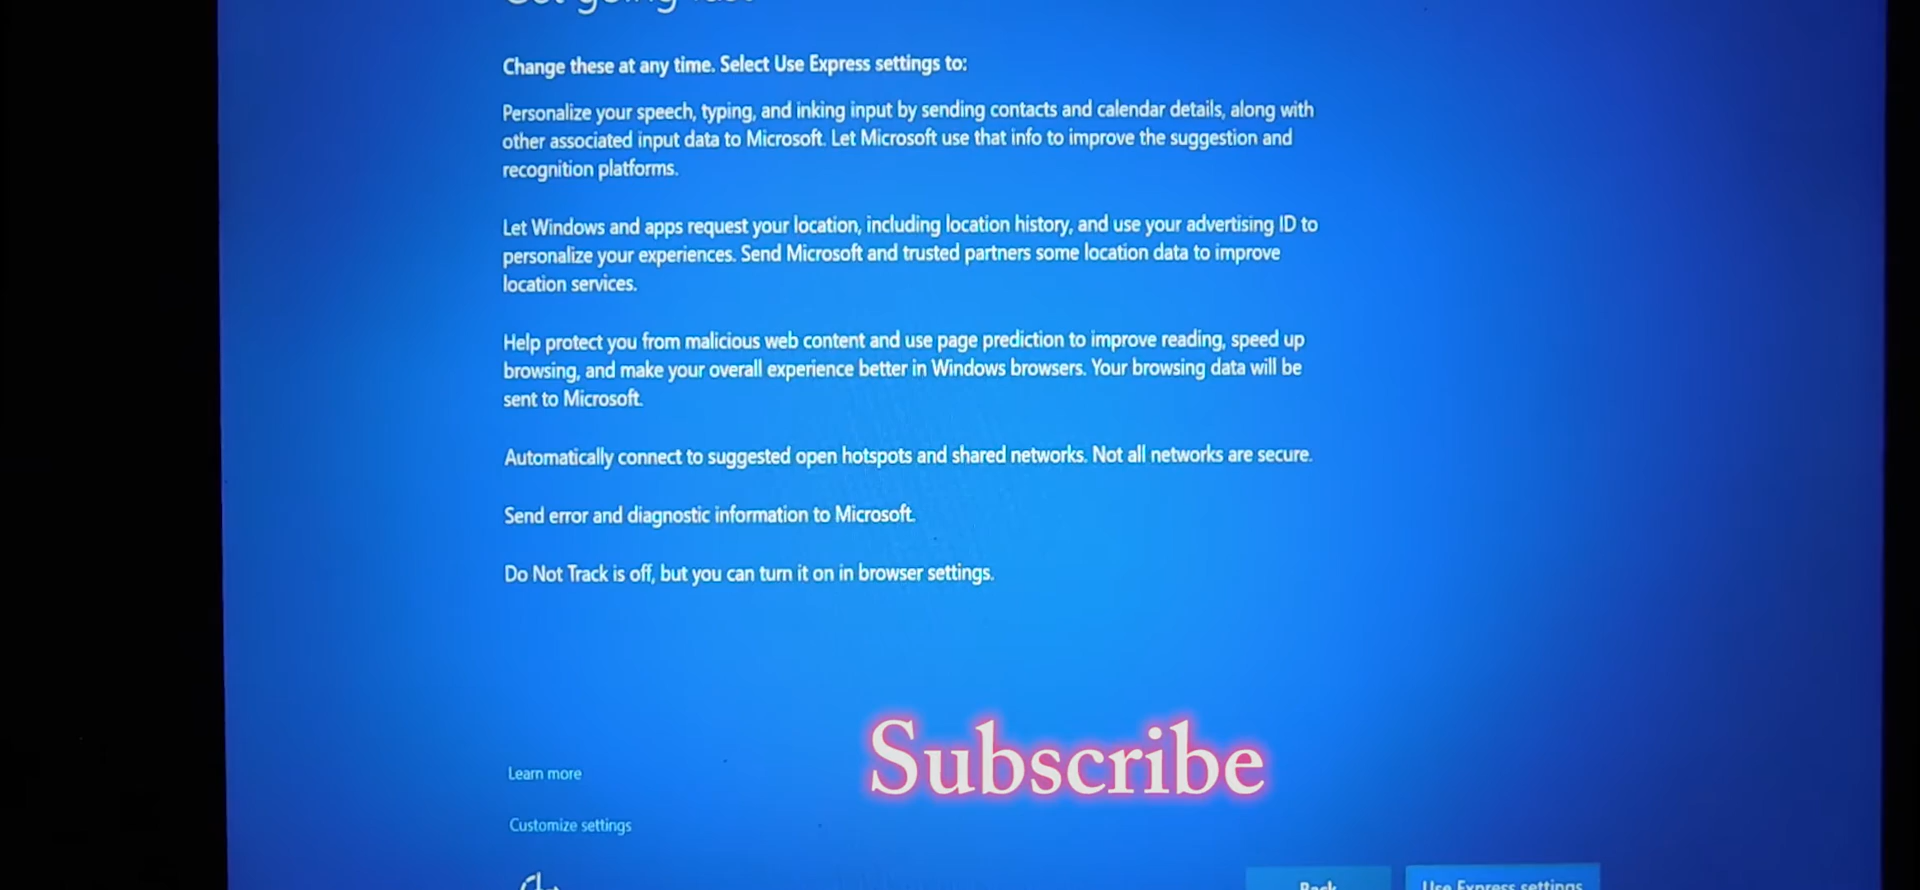 Get going fast
Change these at any time. Select Use Express settings to:
Personalize your speech, typing, and inking input by sending contacts and calendar details, along with
other associated input data to Microsoft. Let Microsoft use that info to improve the suggestion and
recognition platforms.
Let Windows and apps request your location, including location history, and use your advertising ID to
personalize your experiences. Send Microsoft and trusted partners some location data to improve
location services.
Help protect you from malicious web content and use page prediction to improve reading, speed up
browsing, and make your overall experience better in Windows browsers. Your browsing data will be
sent to Microsoft.
Automatically connect to suggested open hotspots and shared networks. Not all networks are secure.
Send error and diagnostic information to Microsoft.
Do Not Track is off, but you can turn it on in browser settings.
Subscribe
Learn more
Customize settings
Back
Use Express settings